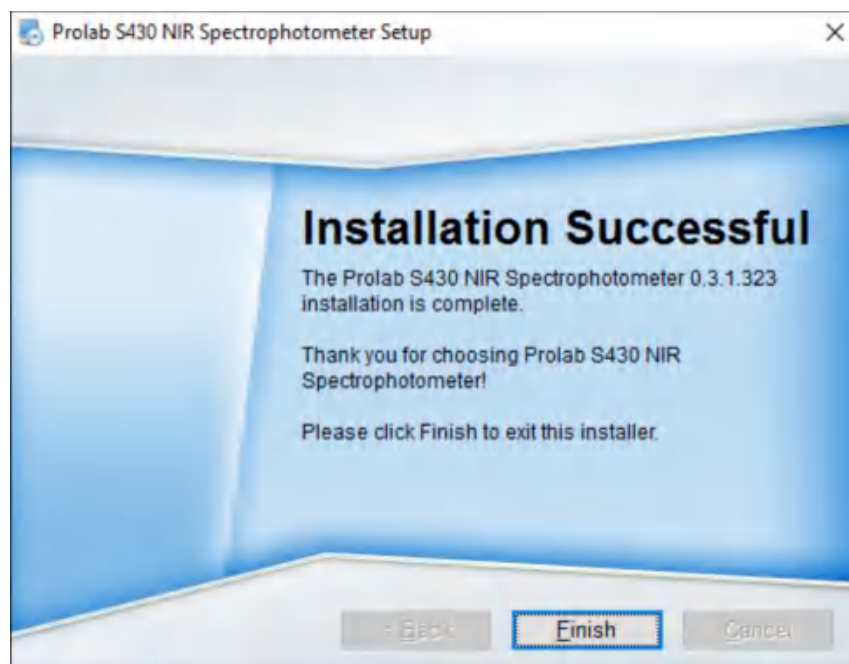 Prolab S430 NIR Spectrophotometer Setup
Installation Successful
The Prolab S430 NIR Spectrophotometer 0.3.1.323
installation is complete.
Thank you for choosing Prolab S430 NIR
Spectrophotometer!
Please click Finish to exit this installer.
< Back Finish Cancel